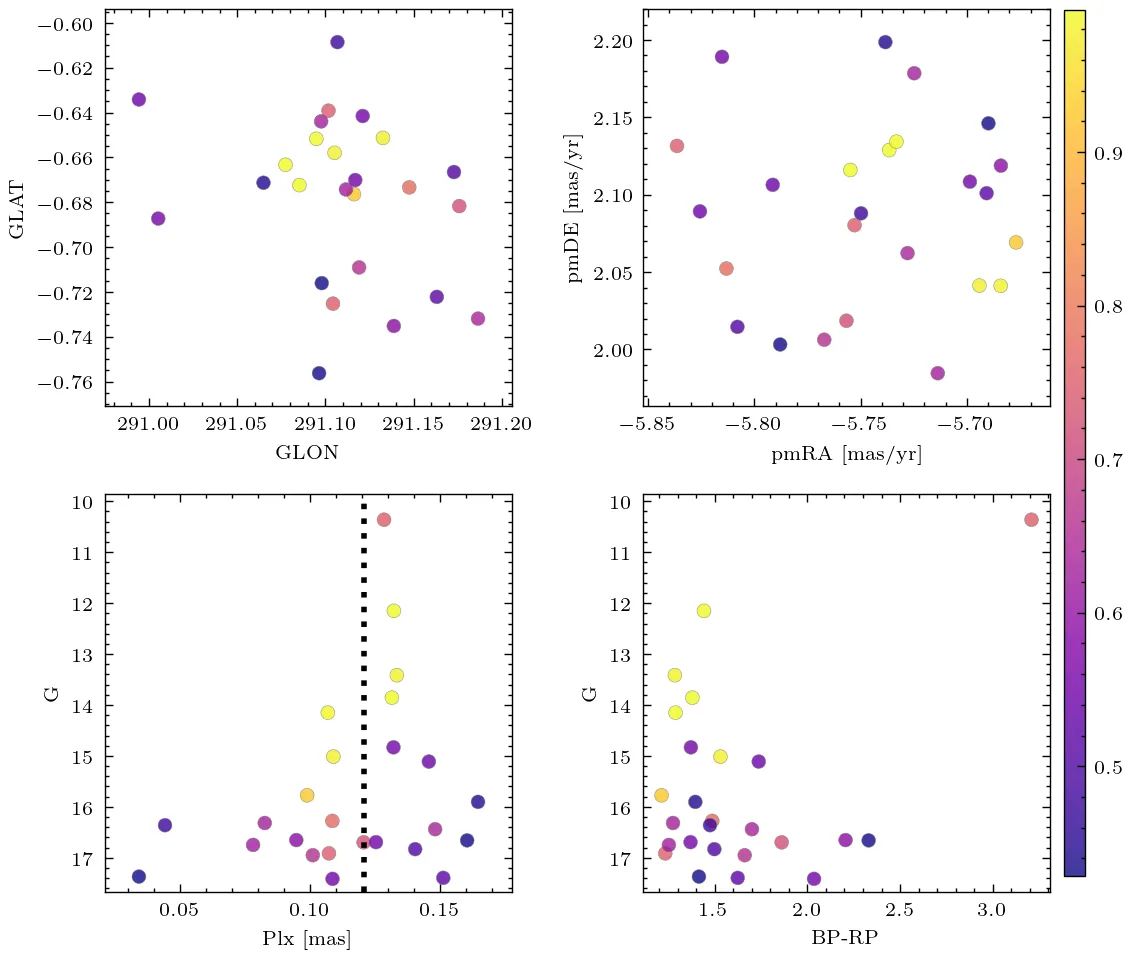 −0.60
−0.62
−0.64
−0.66
−0.68
−0.70
−0.72
−0.74
−0.76
GLAT
291.00 291.05 291.10 291.15 291.20
GLON
2.20
2.15
2.10
2.05
2.00
pmDE [mas/yr]
−5.85 −5.80 −5.75 −5.70
pmRA [mas/yr]
10
11
12
13
14
15
16
17
G
0.05 0.10 0.15
Plx [mas]
10
11
12
13
14
15
16
17
G
1.5 2.0 2.5 3.0
BP-RP
0.9
0.8
0.7
0.6
0.5